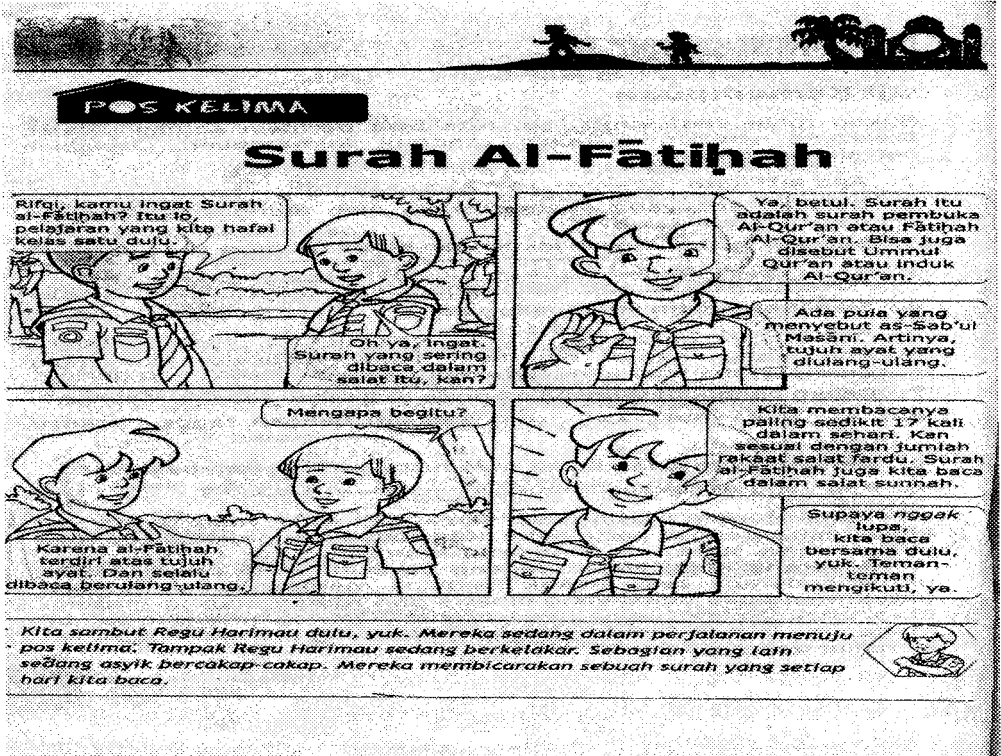 POS KELIMA
Surah Al-Fātiḥah
Rifqi, kamu ingat Surah
al-Fātiḥah? Itu lo,
pelajaran yang kita hafal
kelas satu dulu.
Oh ya, ingat.
Surah yang sering
dibaca dalam
salat itu, kan?
Ya, betul. Surah itu
adalah surah pembuka
Al-Qur'an atau Fātiḥah
Al-Qur'an. Bisa juga
disebut Ummul
Qur'an atau induk
Al-Qur'an.
Ada pula yang
menyebut as-Sab'ul
Masāni. Artinya,
tujuh ayat yang
diulang-ulang.
Mengapa begitu?
Karena al-Fātiḥah
terdiri atas tujuh
ayat. Dan selalu
dibaca berulang-ulang.
Kita membacanya
paling sedikit 17 kali
dalam sehari. Kan
sesuai dengan jumlah
rakaat salat fardu. Surah
al-Fātiḥah juga kita baca
dalam salat sunnah.
Supaya nggak
lupa,
kita baca
bersama dulu,
yuk. Teman-
teman
mengikuti, ya.
Kita sambut Regu Harimau dulu, yuk. Mereka sedang dalam perjalanan menuju
pos kelima. Tampak Regu Harimau sedang berkelakar. Sebagian yang lain
sedang asyik bercakap-cakap. Mereka membicarakan sebuah surah yang setiap
hari kita baca.